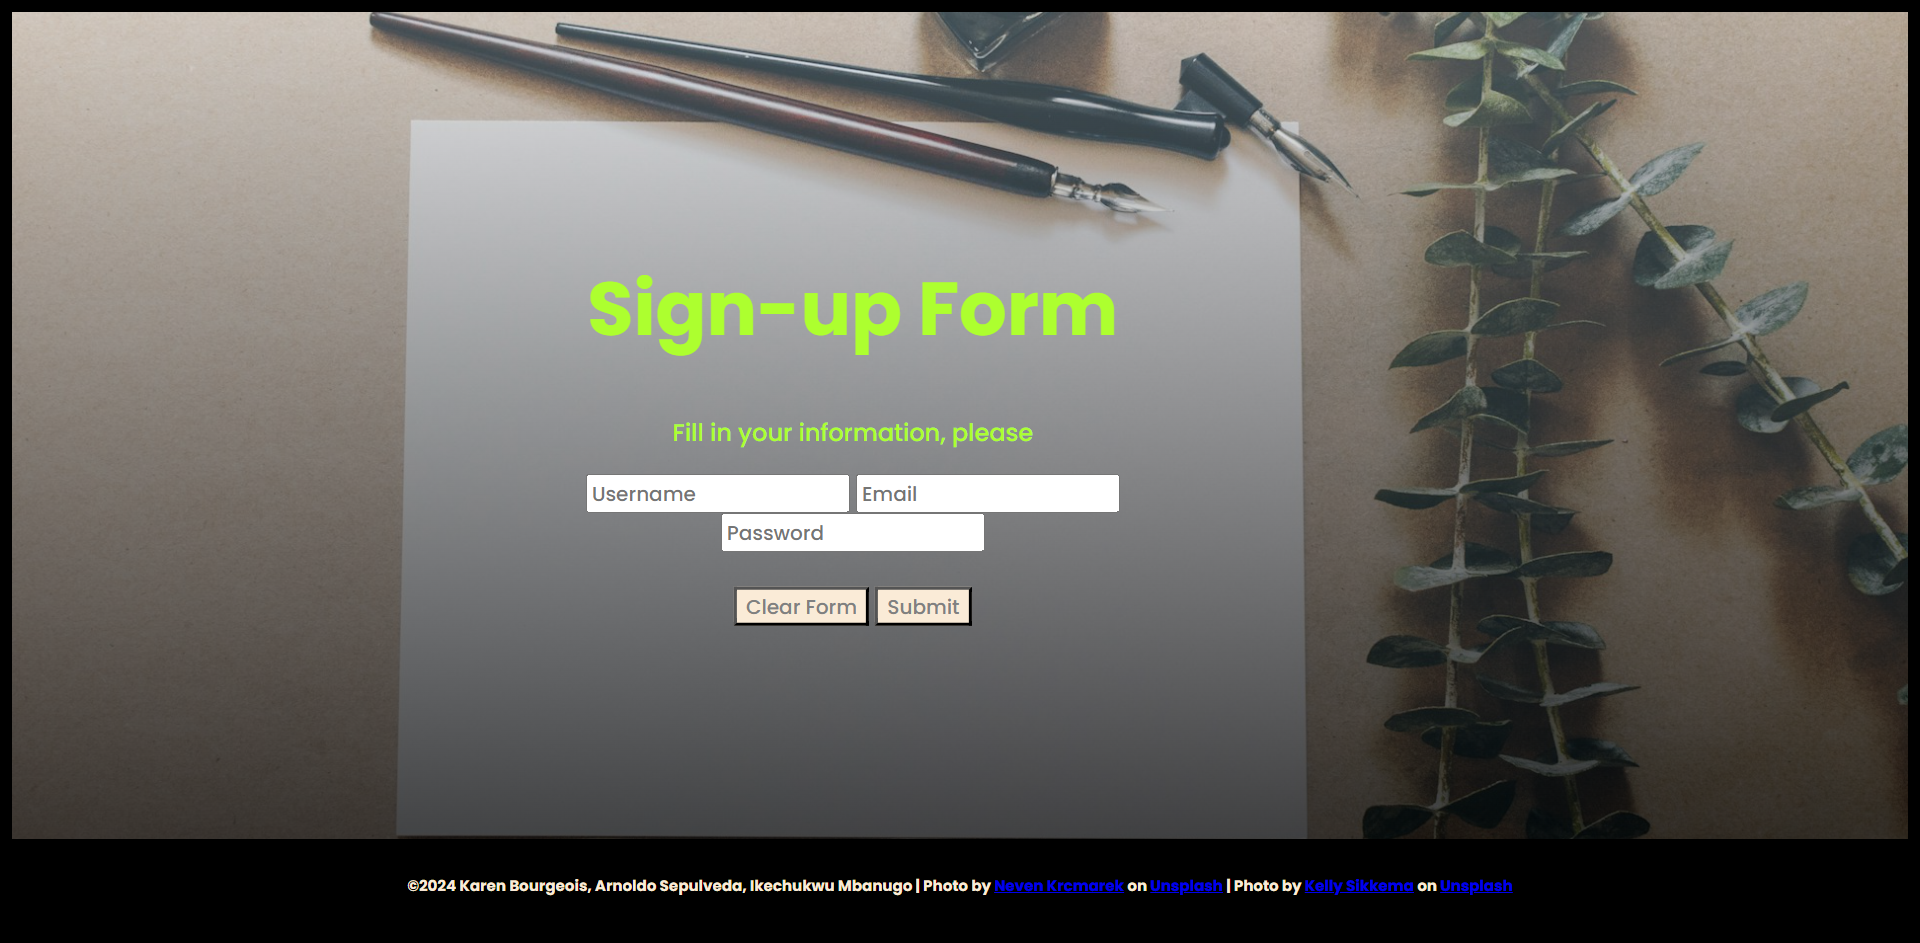 Sign-up Form
Fill in your information, please
Username Email
Password
Clear Form Submit
©2024 Karen Bourgeois, Arnoldo Sepulveda, Ikechukwu Mbanugo | Photo by Neven Krcmarek on Unsplash | Photo by Kelly Sikkema on Unsplash